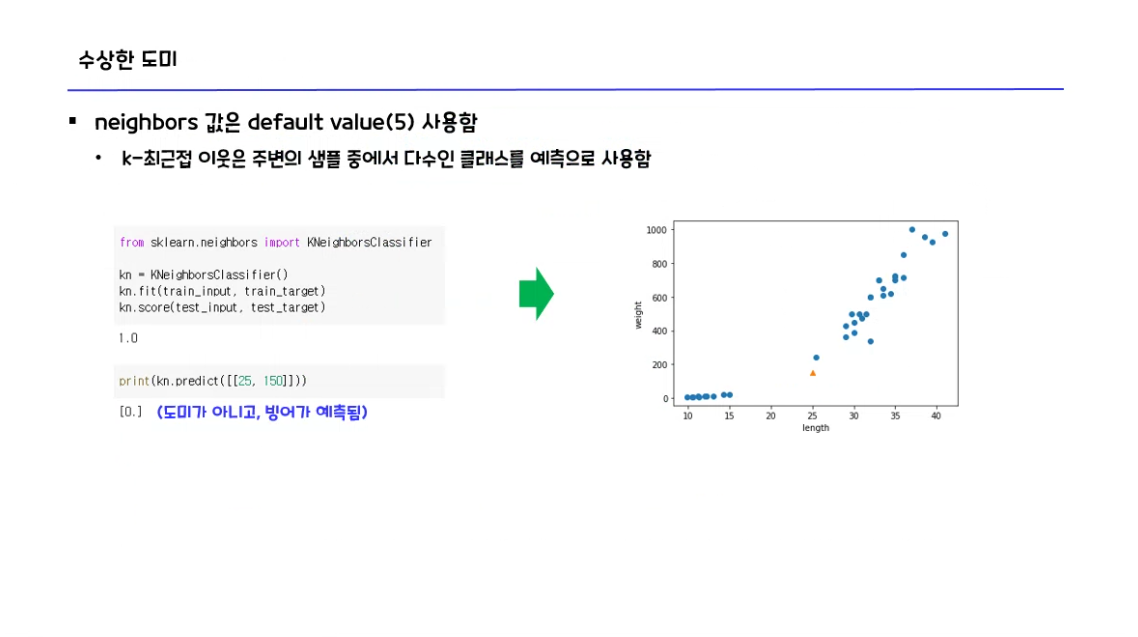 수상한 도미
▪ neighbors 값은 default value(5) 사용함
• k-최근접 이웃은 주변의 샘플 중에서 다수인 클래스를 예측으로 사용함
from sklearn.neighbors import KNeighborsClassifier
kn = KNeighborsClassifier()
kn.fit(train_input, train_target)
kn.score(test_input, test_target)
1.0
print(kn.predict([[25, 150]]))
[0.] (도미가 아니고, 빙어가 예측됨)
1000
800
600
400
200
0
weight
10 15 20 25 30 35 40
length